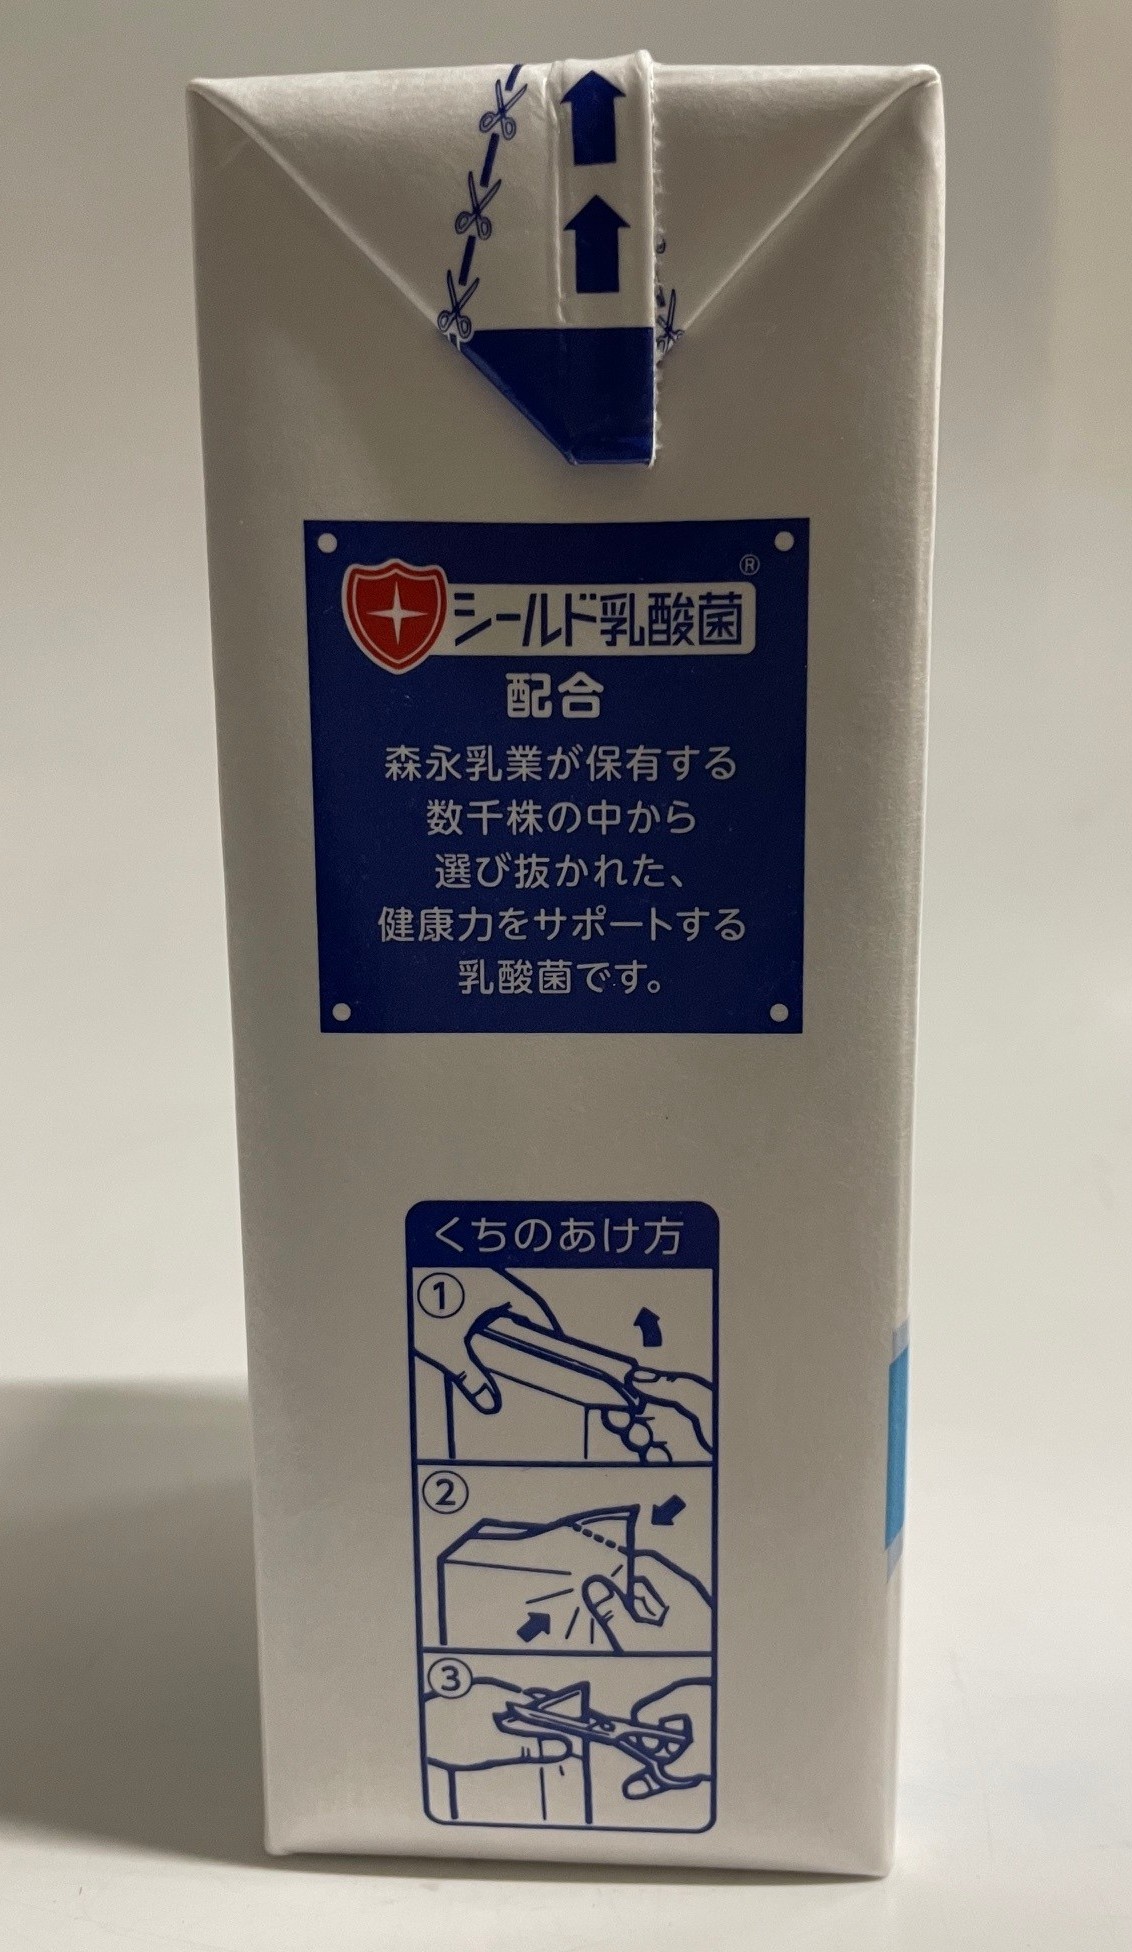 ®
シールド乳酸菌
配合
森永乳業が保有する
数千株の中から
選び抜かれた、
健康力をサポートする
乳酸菌です。
くちのあけ方
①
②
③